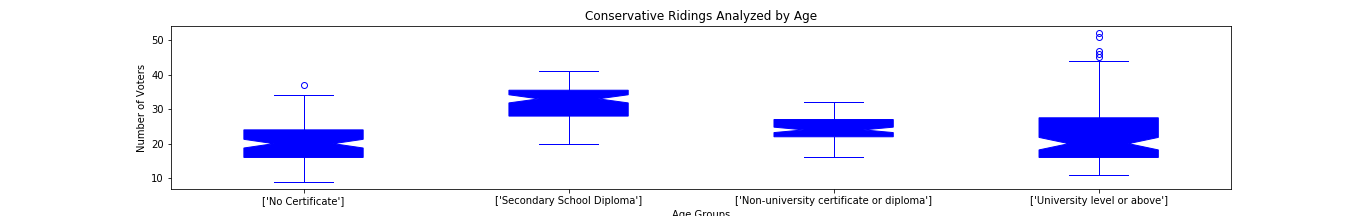 Conservative Ridings Analyzed by Age
Number of Voters
50
40
30
20
10
['No Certificate']
['Secondary School Diploma']
['Non-university certificate or diploma']
['University level or above']
Age Groups